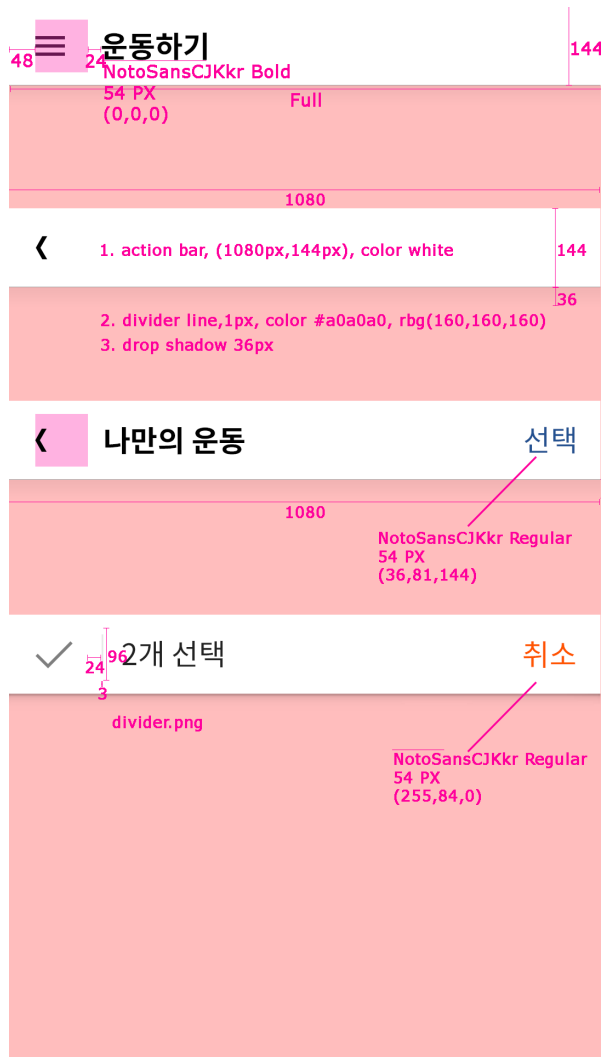 운동하기
144
48
24
NotoSansCJKkr Bold
54 PX
(0,0,0)
Full
1080
1. action bar, (1080px,144px), color white
144
36
2. divider line,1px, color #a0a0a0, rbg(160,160,160)
3. drop shadow 36px
나만의 운동
선택
1080
NotoSansCJKkr Regular
54 PX
(36,81,144)
96
2개 선택
취소
24
3
divider.png
NotoSansCJKkr Regular
54 PX
(255,84,0)